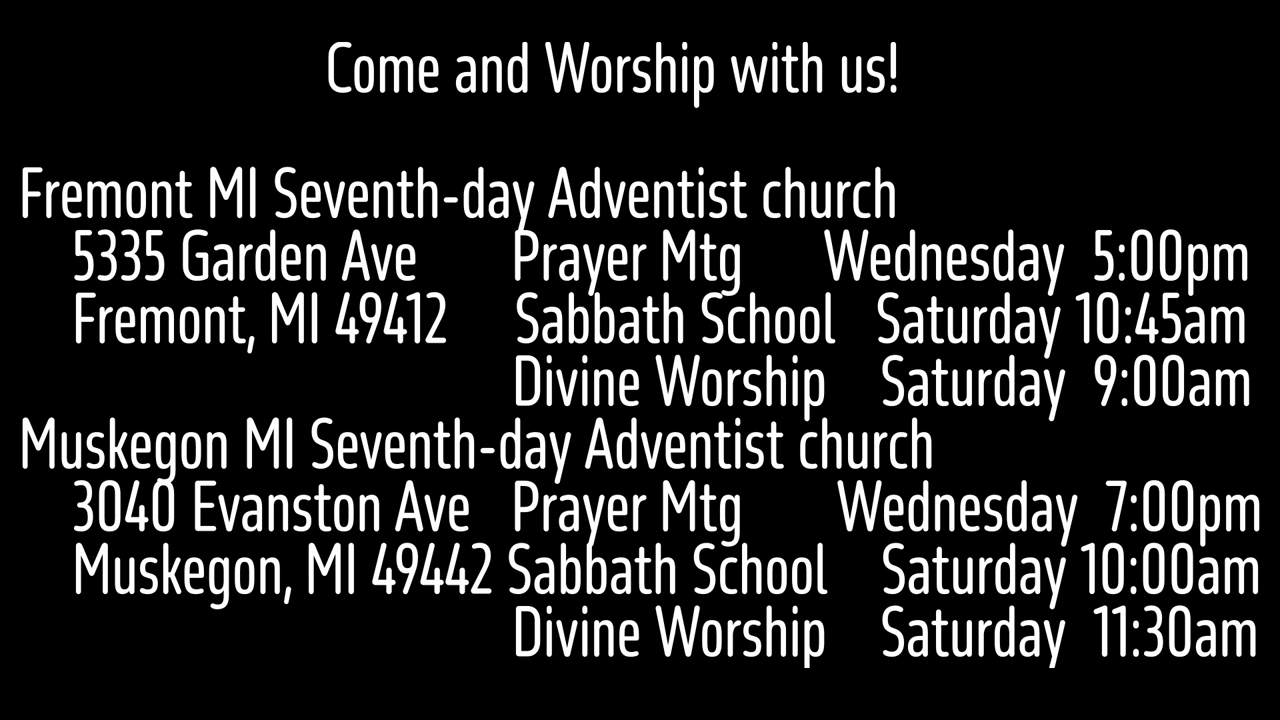 Come and Worship with us!
Fremont MI Seventh-day Adventist church
5335 Garden Ave Prayer Mtg Wednesday 5:00pm
Fremont, MI 49412 Sabbath School Saturday 10:45am
Divine Worship Saturday 9:00am
Muskegon MI Seventh-day Adventist church
3040 Evanston Ave Prayer Mtg Wednesday 7:00pm
Muskegon, MI 49442 Sabbath School Saturday 10:00am
Divine Worship Saturday 11:30am